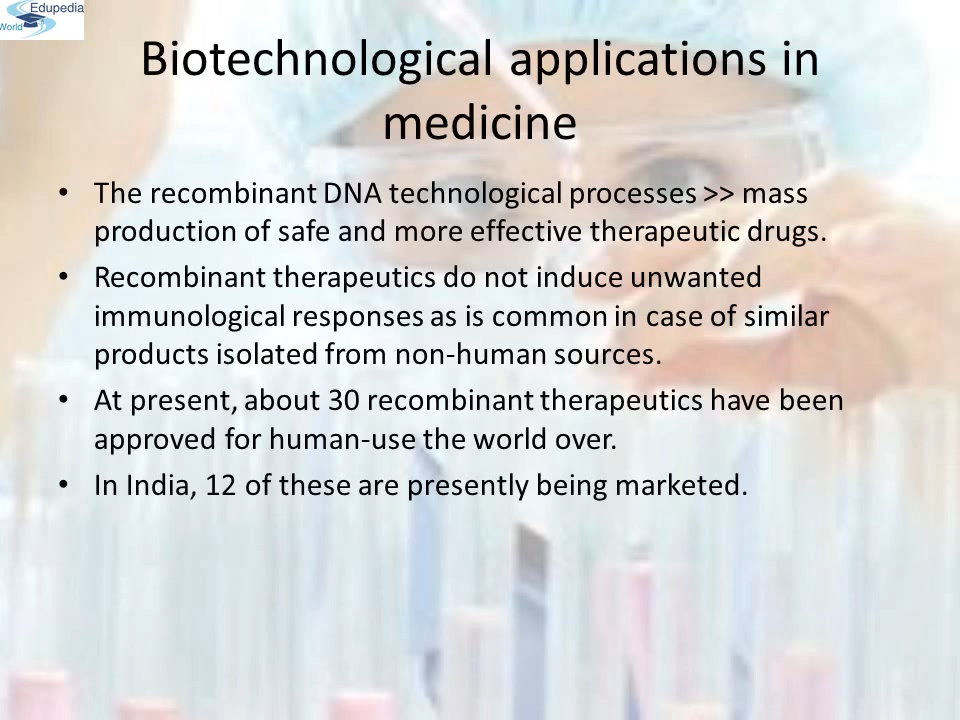 Edupedia
World
Biotechnological applications in
medicine
• The recombinant DNA technological processes >> mass
production of safe and more effective therapeutic drugs.
• Recombinant therapeutics do not induce unwanted
immunological responses as is common in case of similar
products isolated from non-human sources.
• At present, about 30 recombinant therapeutics have been
approved for human-use the world over.
• In India, 12 of these are presently being marketed.